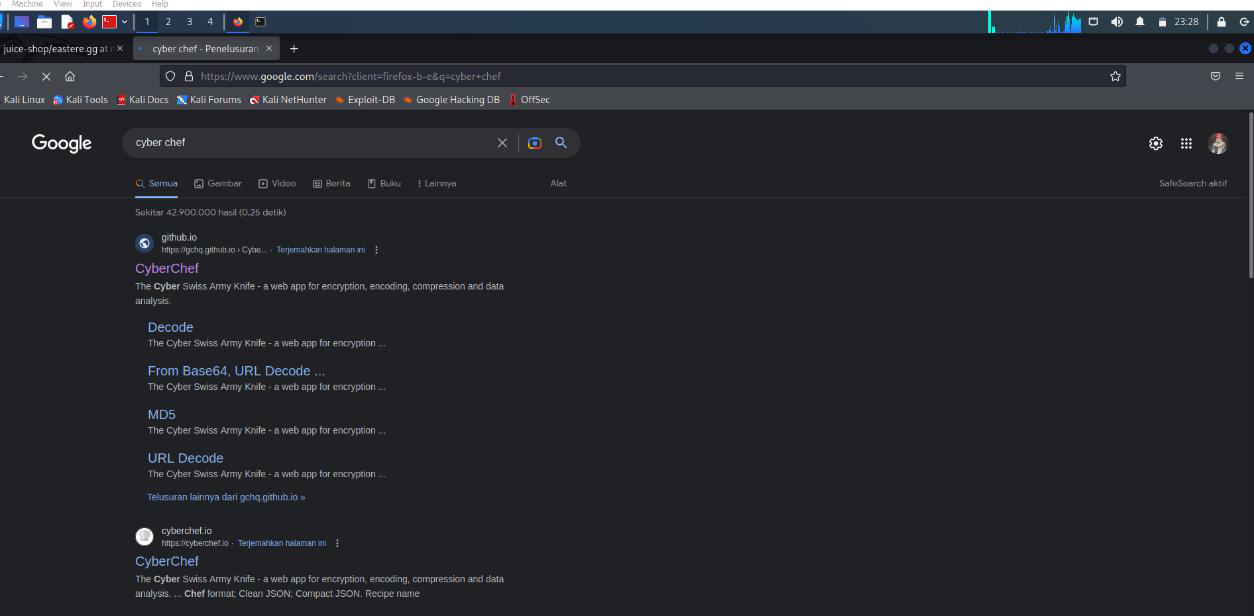 Machine View Input Devices Help
1 2 3 4 23:28
juice-shop/eastere.gg at
cyber chef - Penelusuran
https://www.google.com/search?client=firefox-b-e&q=cyber+chef
Kali Linux Kali Tools Kali Docs Kali Forums Kali NetHunter Exploit-DB Google Hacking DB OffSec
Google
cyber chef
Semua Gambar Video Berita Buku Lainnya Alat SafeSearch aktif
Sekitar 42.900.000 hasil (0,25 detik)
github.io
https://gchq.github.io › Cybe... · Terjemahkan halaman ini
CyberChef
The Cyber Swiss Army Knife - a web app for encryption, encoding, compression and data
analysis.
Decode
The Cyber Swiss Army Knife - a web app for encryption ...
From Base64, URL Decode ...
The Cyber Swiss Army Knife - a web app for encryption ...
MD5
The Cyber Swiss Army Knife - a web app for encryption ...
URL Decode
The Cyber Swiss Army Knife - a web app for encryption ...
Telusuran lainnya dari gchq.github.io »
cyberchef.io
https://cyberchef.io · Terjemahkan halaman ini
CyberChef
The Cyber Swiss Army Knife - a web app for encryption, encoding, compression and data
analysis. ... Chef format; Clean JSON; Compact JSON. Recipe name